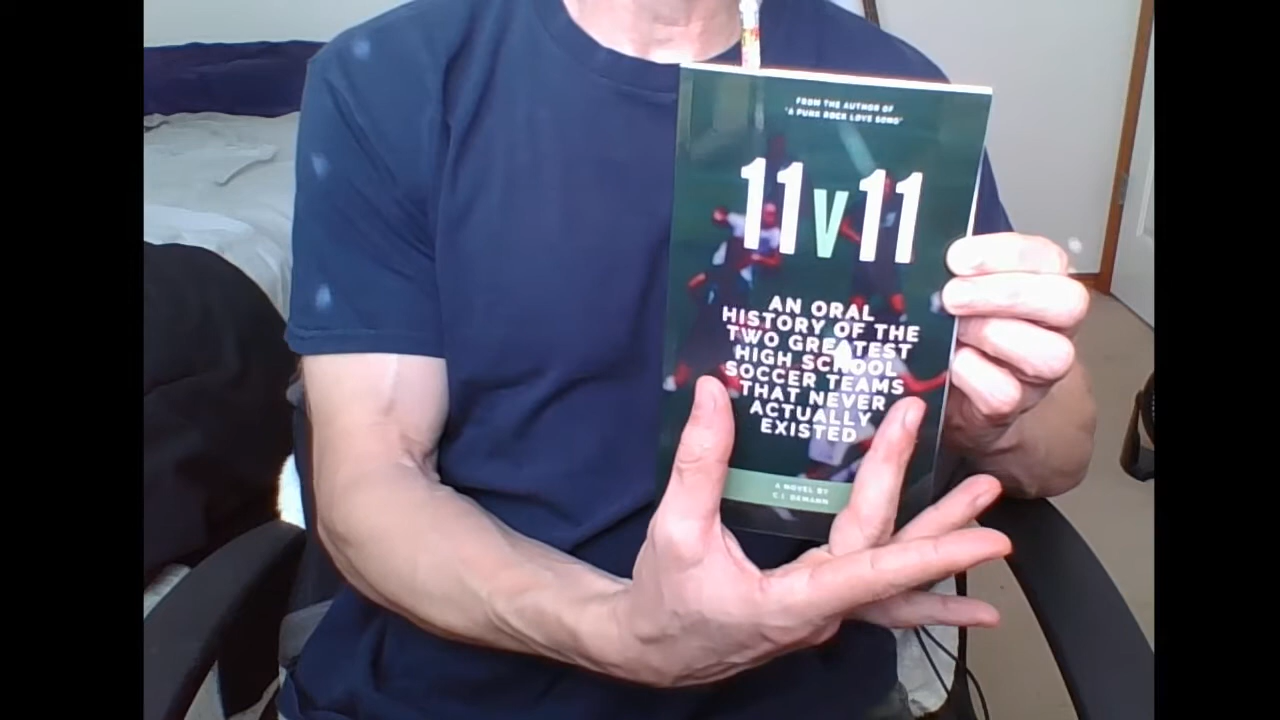 FROM THE AUTHOR OF
"A PUNK ROCK LOVE SONG"
11v11
AN ORAL
HISTORY OF THE
TWO GREATEST
HIGH SCHOOL
SOCCER TEAMS
THAT NEVER
ACTUALLY
EXISTED
A NOVEL BY
C.I. DEMANN